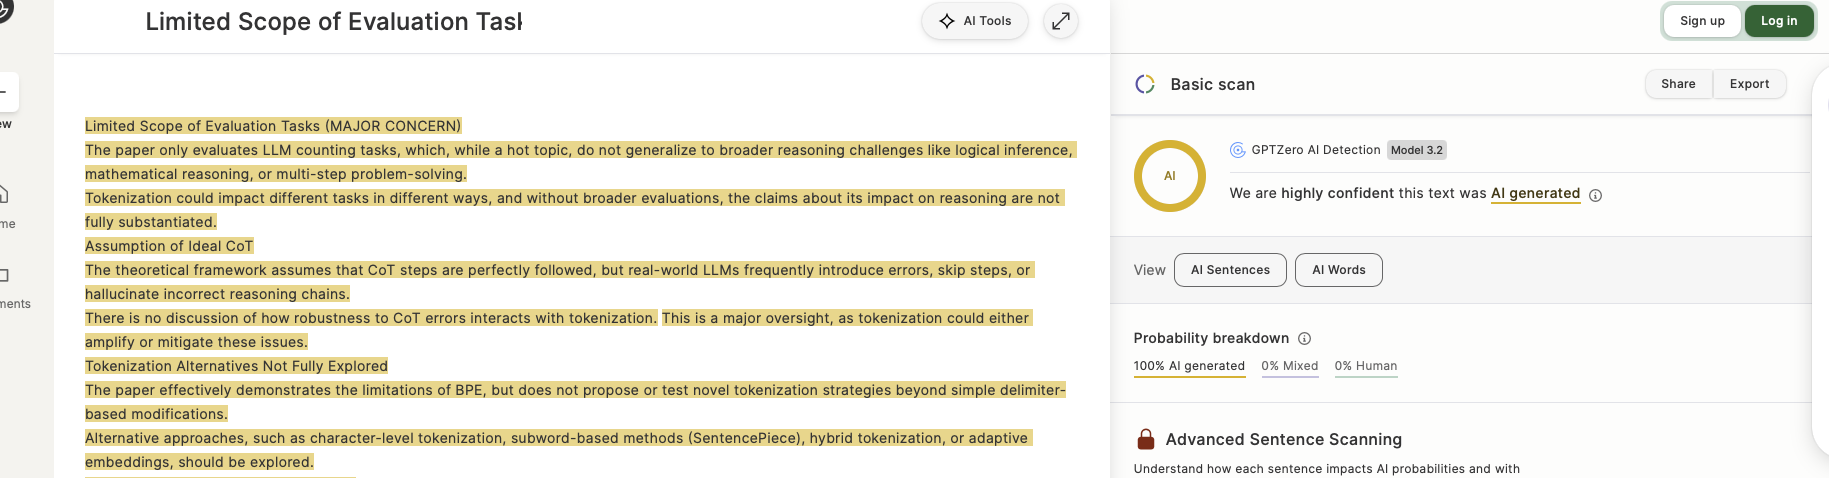 Limited Scope of Evaluation Task
AI Tools
Sign up
Log in
Basic scan
Share
Export
ew
me
ments
Limited Scope of Evaluation Tasks (MAJOR CONCERN)
The paper only evaluates LLM counting tasks, which, while a hot topic, do not generalize to broader reasoning challenges like logical inference,
mathematical reasoning, or multi-step problem-solving.
Tokenization could impact different tasks in different ways, and without broader evaluations, the claims about its impact on reasoning are not
fully substantiated.
Assumption of Ideal CoT
The theoretical framework assumes that CoT steps are perfectly followed, but real-world LLMs frequently introduce errors, skip steps, or
hallucinate incorrect reasoning chains.
There is no discussion of how robustness to CoT errors interacts with tokenization. This is a major oversight, as tokenization could either
amplify or mitigate these issues.
Tokenization Alternatives Not Fully Explored
The paper effectively demonstrates the limitations of BPE, but does not propose or test novel tokenization strategies beyond simple delimiter-
based modifications.
Alternative approaches, such as character-level tokenization, subword-based methods (SentencePiece), hybrid tokenization, or adaptive
embeddings, should be explored.
AI
GPTZero AI Detection Model 3.2
We are highly confident this text was AI generated
View
AI Sentences
AI Words
Probability breakdown
100% AI generated
0% Mixed
0% Human
Advanced Sentence Scanning
Understand how each sentence impacts AI probabilities and with